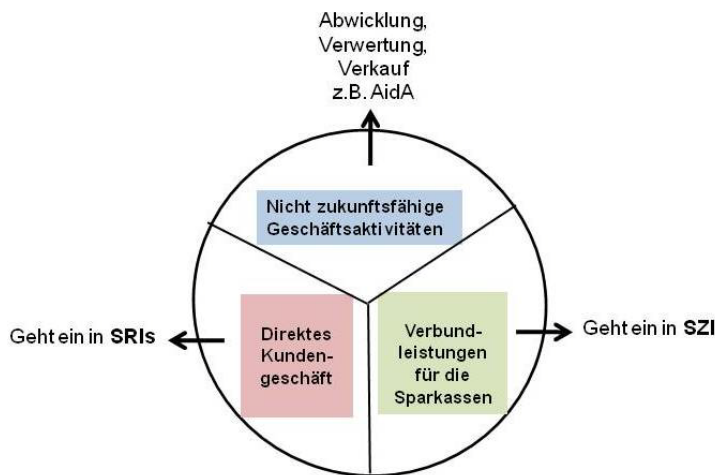 Abwicklung,
Verwertung,
Verkauf
z.B. AidA
Nicht zukunftsfähige
Geschäftsaktivitäten
Geht ein in SRIs
Direktes
Kunden-
geschäft
Verbund-
leistungen
für die
Sparkassen
Geht ein in SZI